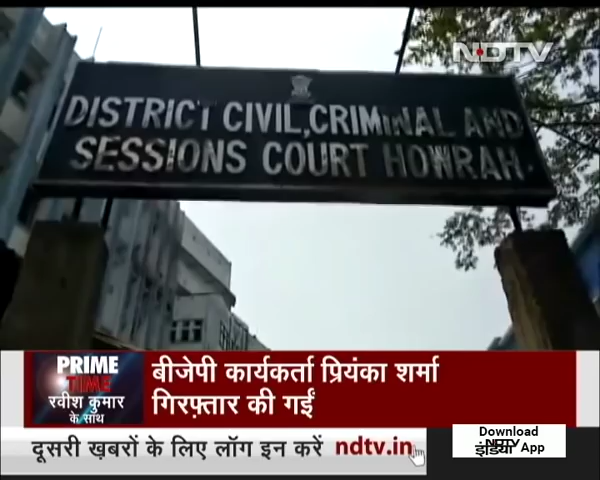 NDTV
DISTRICT CIVIL,CRIMINAL AND
SESSIONS COURT HOWRAH.
PRIME
TIME
रवीश कुमार
के साथ
बीजेपी कार्यकर्ता प्रियंका शर्मा
गिरफ़्तार की गईं
दूसरी ख़बरों के लिए लॉग इन करें ndtv.in
Download
NDTV
इंडिया App